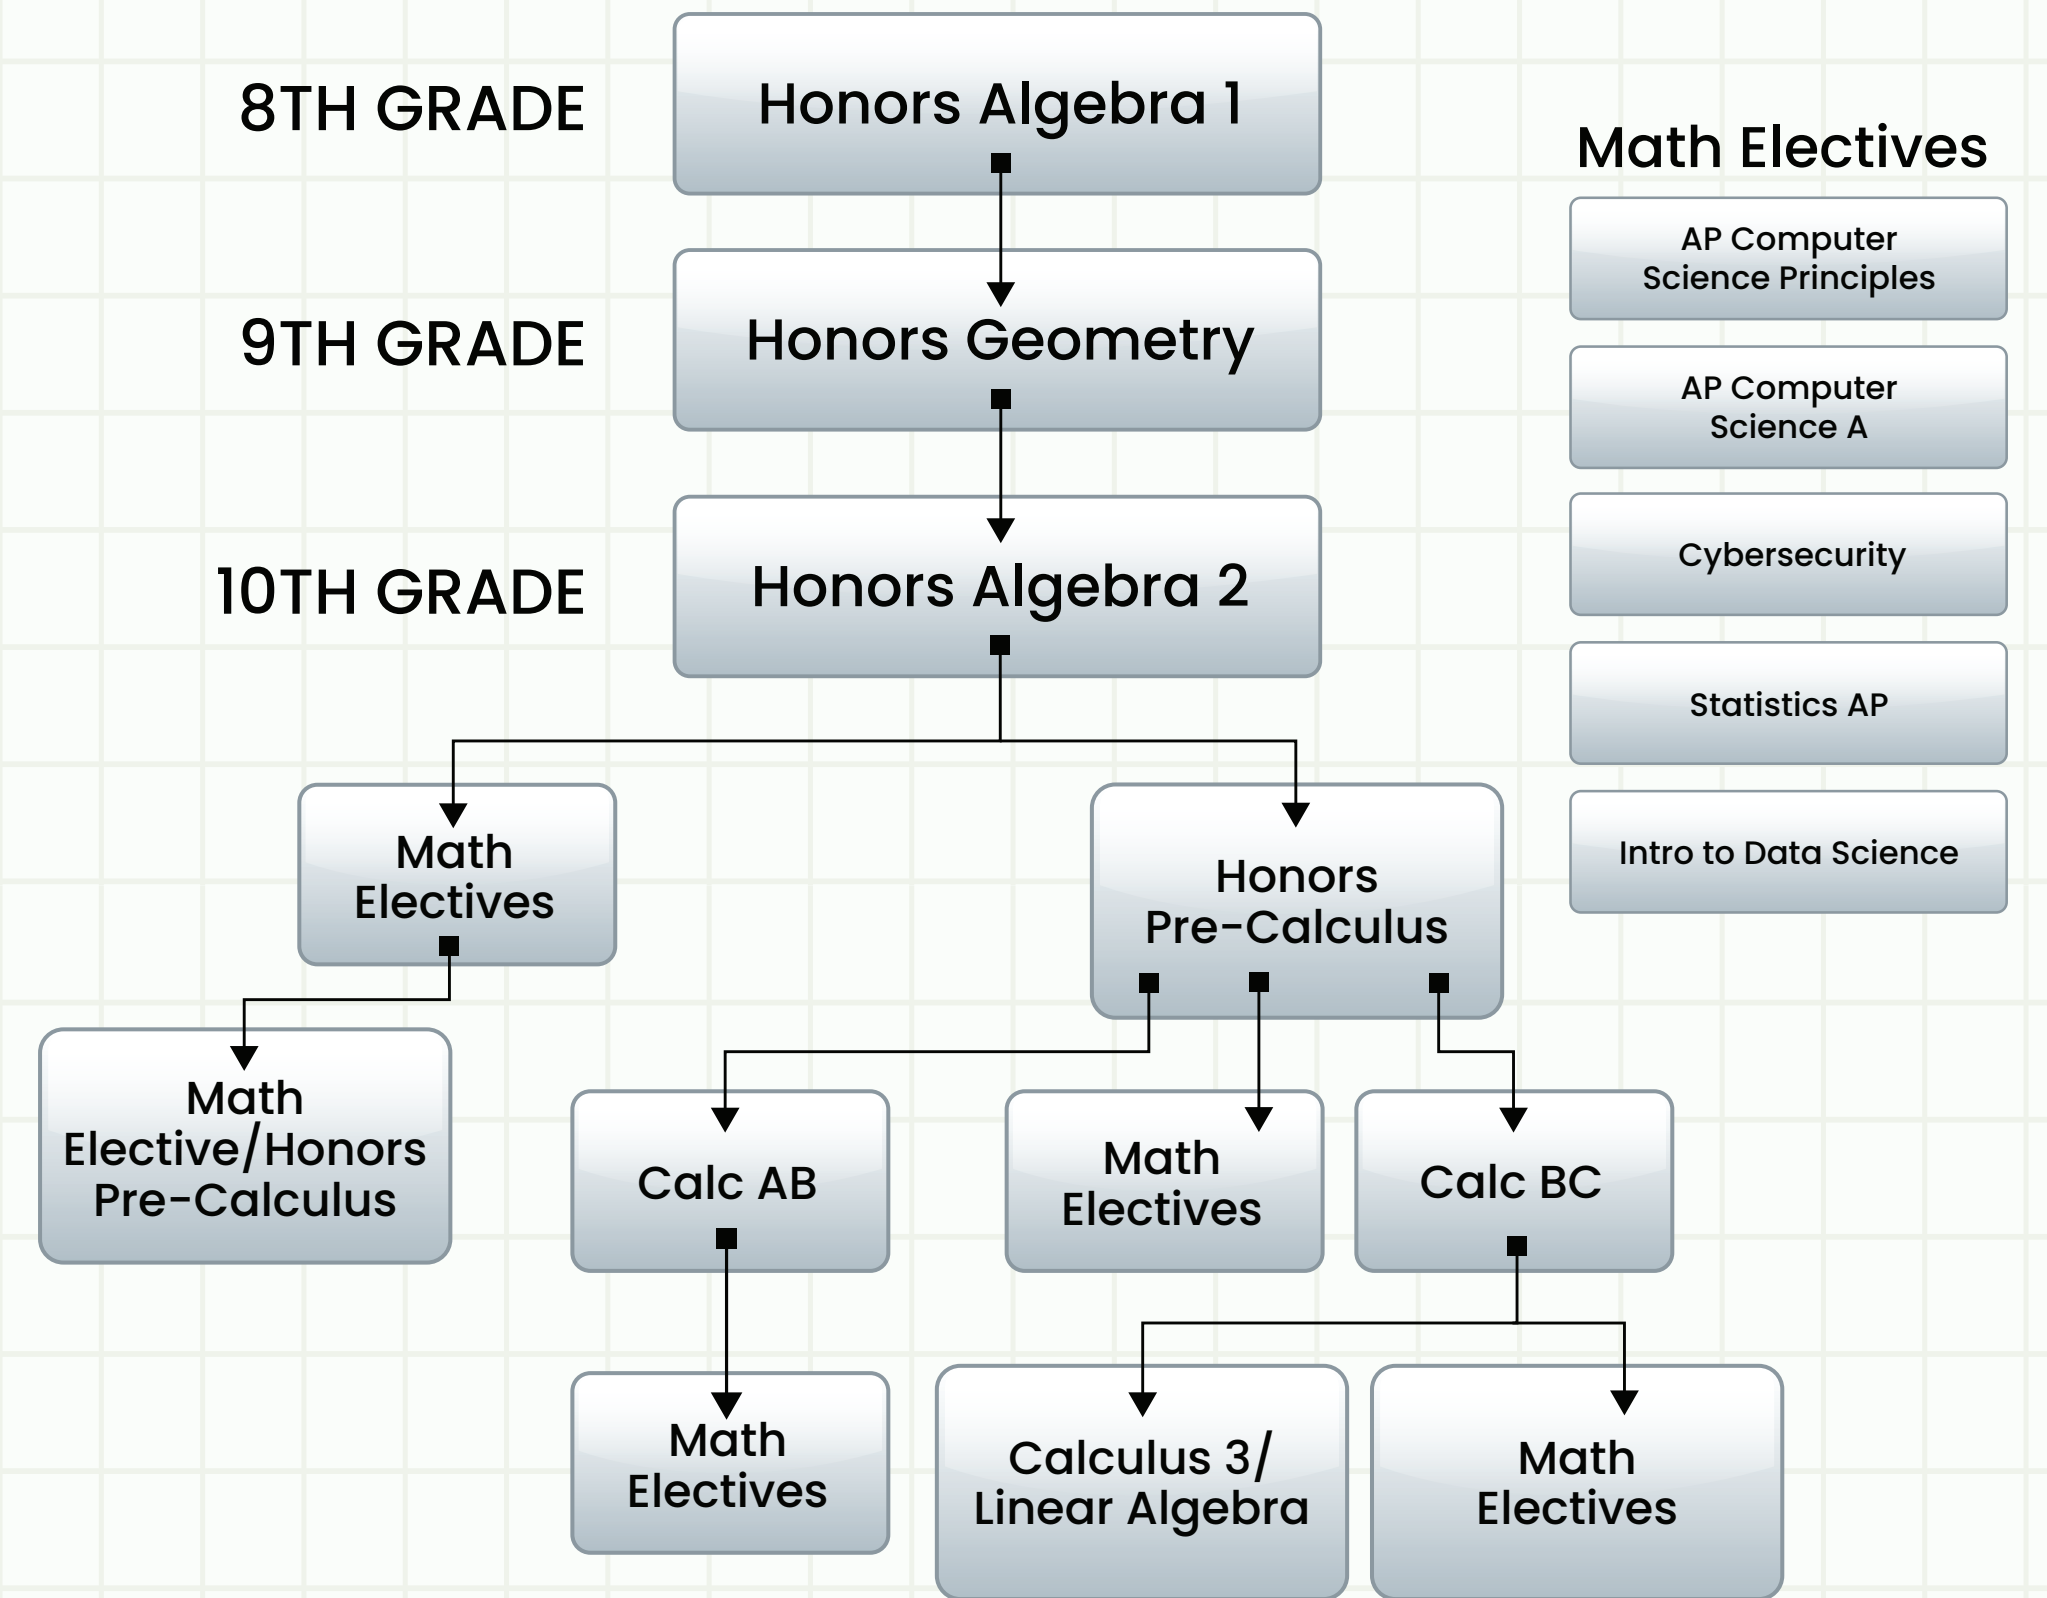 8TH GRADE
Honors Algebra 1
9TH GRADE
Honors Geometry
10TH GRADE
Honors Algebra 2
Math
Electives
Honors
Pre-Calculus
Math
Elective/Honors
Pre-Calculus
Calc AB
Math
Electives
Calc BC
Math
Electives
Calculus 3/
Linear Algebra
Math
Electives
Math Electives
AP Computer
Science Principles
AP Computer
Science A
Cybersecurity
Statistics AP
Intro to Data Science